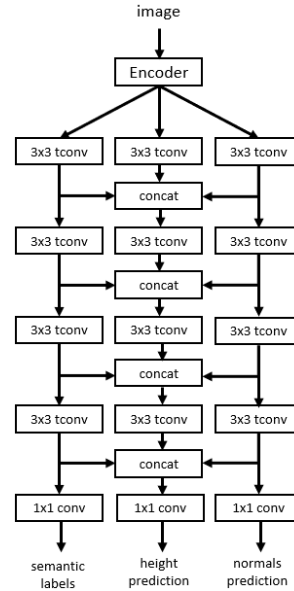 image
Encoder
3x3 tconv 3x3 tconv 3x3 tconv
concat
3x3 tconv 3x3 tconv 3x3 tconv
concat
3x3 tconv 3x3 tconv 3x3 tconv
concat
3x3 tconv 3x3 tconv 3x3 tconv
concat
1x1 conv 1x1 conv 1x1 conv
semantic labels
height prediction
normals prediction